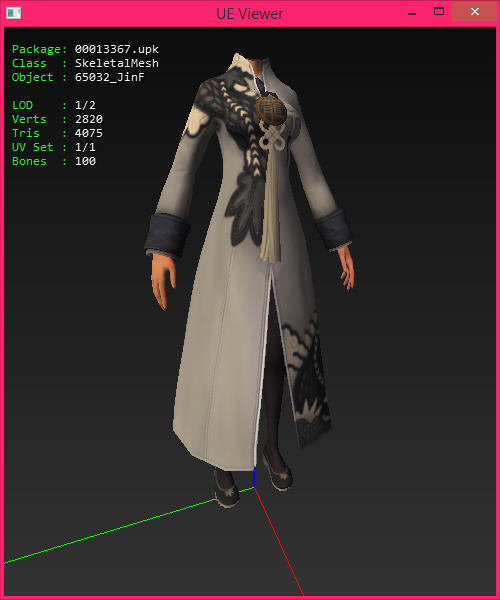 UE Viewer
Package: 00013367.upk
Class : SkeletalMesh
Object : 65032_JinF
LOD : 1/2
Verts : 2820
Tris : 4075
UV Set : 1/1
Bones : 100